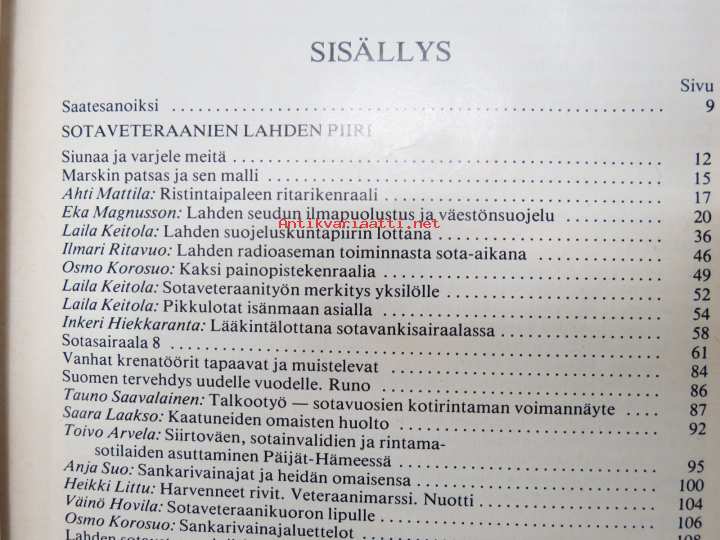 SISÄLLYS
Sivu
Saatesanoiksi 9
SOTAVETERAANIEN LAHDEN PIIRI
Siunaa ja varjele meitä 12
Marskin patsas ja sen malli 15
Ahti Mattila: Ristintaipaleen ritarikenraali 17
Eka Magnusson: Lahden seudun ilmapuolustus ja väestönsuojelu 20
Antikvariaatti.net
Laila Keitola: Lahden suojeluskuntapiirin lottana 36
Ilmari Ritavuo: Lahden radioaseman toiminnasta sota-aikana 46
Osmo Korosuo: Kaksi painopistekenraalia 49
Laila Keitola: Sotaveteraanityön merkitys yksilölle 52
Laila Keitola: Pikkulotat isänmaan asialla 54
Inkeri Hiekkaranta: Lääkintälottana sotavankisairaalassa 58
Sotasairaala 8 61
Vanhat krenatöörit tapaavat ja muistelevat 84
Suomen tervehdys uudelle vuodelle. Runo 86
Tauno Saavalainen: Talkootyö — sotavuosien kotirintaman voimannäyte 87
Saara Laakso: Kaatuneiden omaisten huolto 92
Toivo Arvela: Siirtoväen, sotainvalidien ja rintama-
sotilaiden asuttaminen Päijät-Hämeessä 95
Anja Suo: Sankarivainajat ja heidän omaisensa 100
Heikki Littu: Harvenneet rivit. Veteraanimarssi. Nuotti 104
Väinö Hovila: Sotaveteraanikuoron lipulle 106
Osmo Korosuo: Sankarivainajaluettelot 108